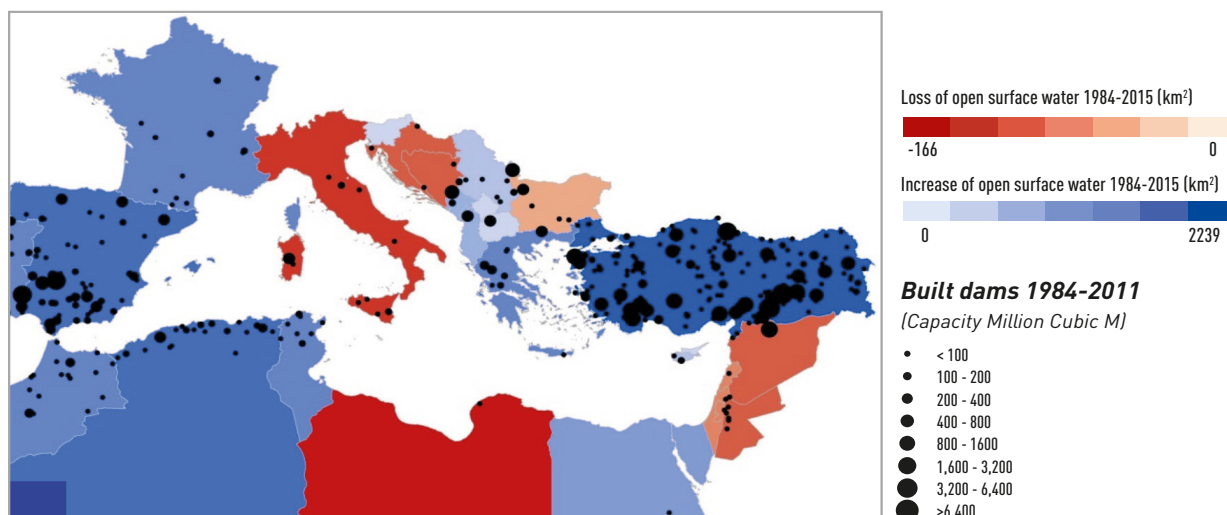 Loss of open surface water 1984-2015 (km²)
-166 0
Increase of open surface water 1984-2015 (km²)
0 2239
Built dams 1984-2011
(Capacity Million Cubic M)
< 100
100 - 200
200 - 400
400 - 800
800 - 1600
1,600 - 3,200
3,200 - 6,400
>6,400